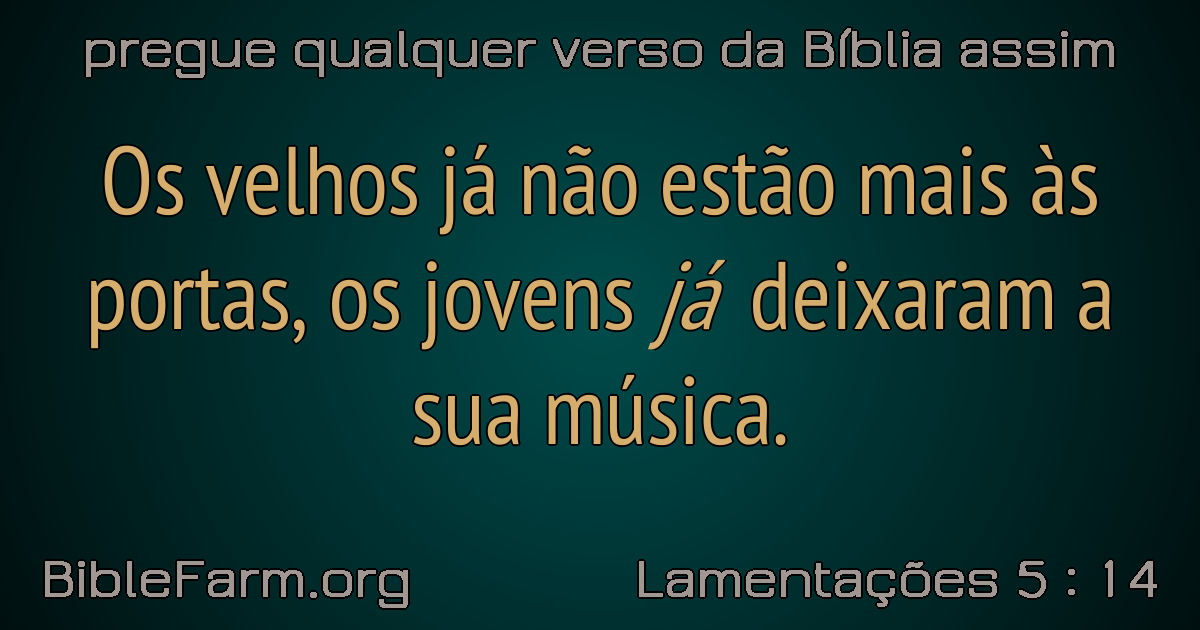 pregue qualquer verso da Bíblia assim
Os velhos já não estão mais às
portas, os jovens já deixaram a
sua música.
BibleFarm.org
Lamentações 5 : 14